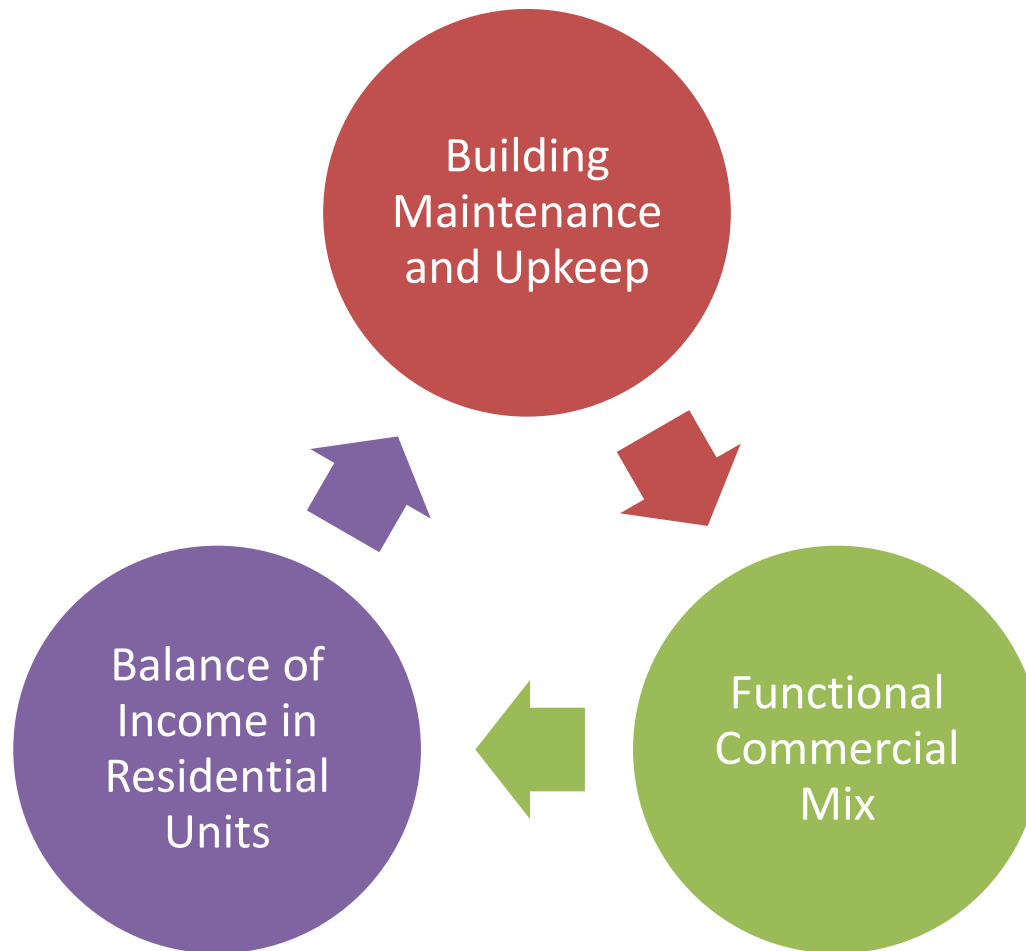 Building
Maintenance
and Upkeep
Functional
Commercial
Mix
Balance of
Income in
Residential
Units